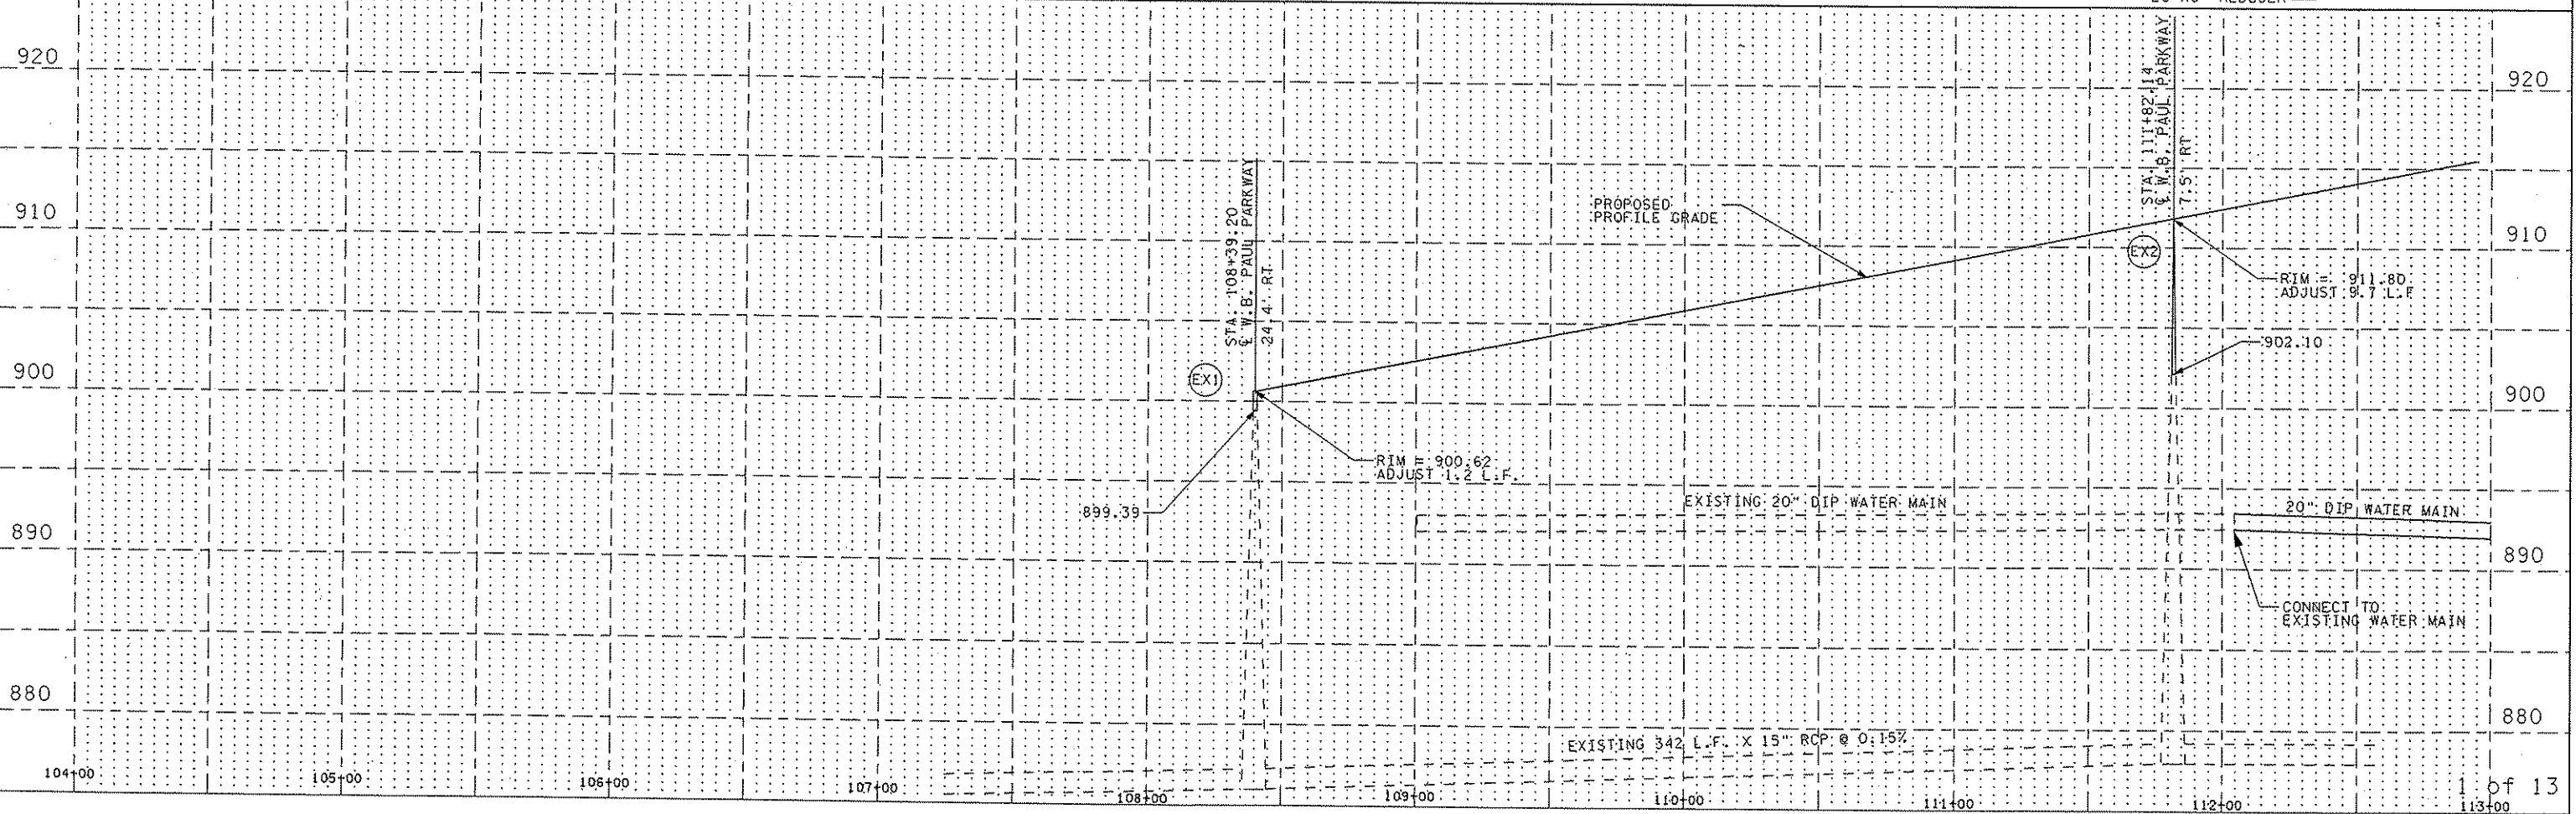 920
910
900
890
880
STA. 108+39.20
℄ W.B. PAUL PARKWAY
24.4' RT
EX1
RIM = 900.62
ADJUST 1.2 L.F.
899.39
PROPOSED
PROFILE GRADE
STA. 111+82.14
℄ W.B. PAUL PARKWAY
7.5' RT
EX2
RIM = 911.80
ADJUST 9.7 L.F
902.10
EXISTING 20" DIP WATER MAIN
20" DIP WATER MAIN
CONNECT TO
EXISTING WATER MAIN
EXISTING 342 L.F. X 15" RCP @ 0.15%
920
910
900
890
880
104+00
105+00
106+00
107+00
108+00
109+00
110+00
111+00
112+00
113+00
1 of 13